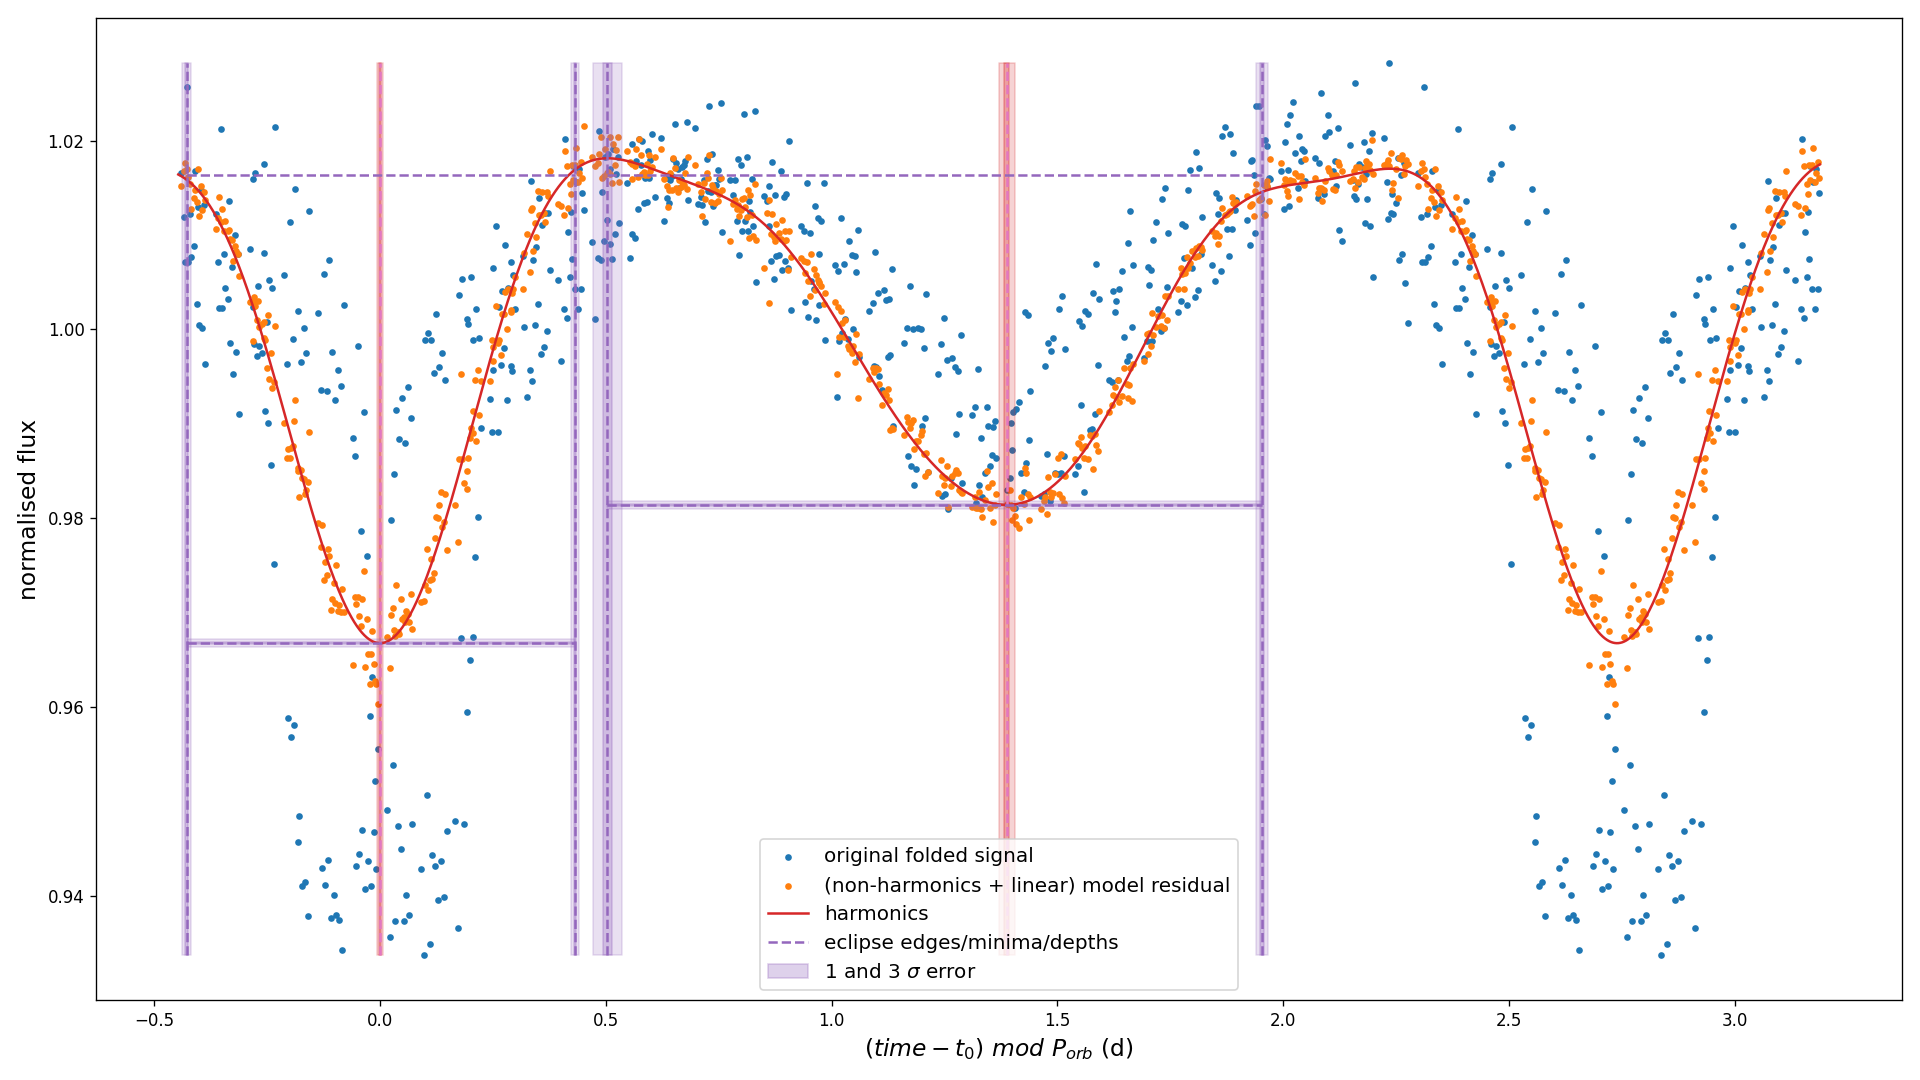 normalised flux
1.02
1.00
0.98
0.96
0.94
−0.5
0.0
0.5
1.0
1.5
2.0
2.5
3.0
(time − t₀) mod Pₒᵣb (d)
original folded signal
(non-harmonics + linear) model residual
harmonics
eclipse edges/minima/depths
1 and 3 σ error